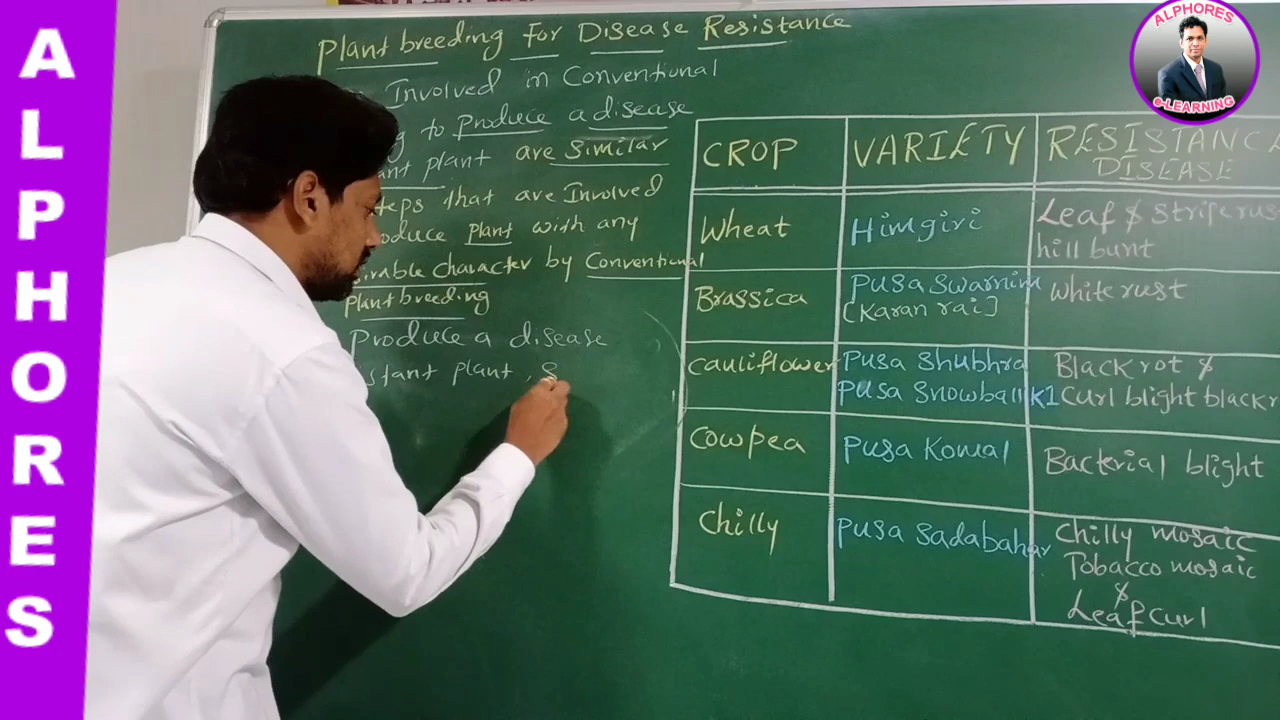 ALPHORES
ALPHORES
e-LEARNING
Plant breeding For Disease Resistance
Involved in Conventional
to Produce a disease
plant are similar
that are Involved
plant with any
character by Conventional
Plant breeding
Produce a disease
plant,
CROP VARIETY RESISTANCE DISEASE
Wheat Himgiri Leaf & stripe rust
hill bunt
Brassica Pusa Swarnim White rust
(Karan rai]
Cauliflower Pusa Shubhra Black rot &
Pusa Snowball K1 Curl blight black r
Cowpea Pusa Komal Bacterial blight
Chilly Pusa Sadabahar Chilly mosaic
Tobacco mosaic
&
Leaf curl